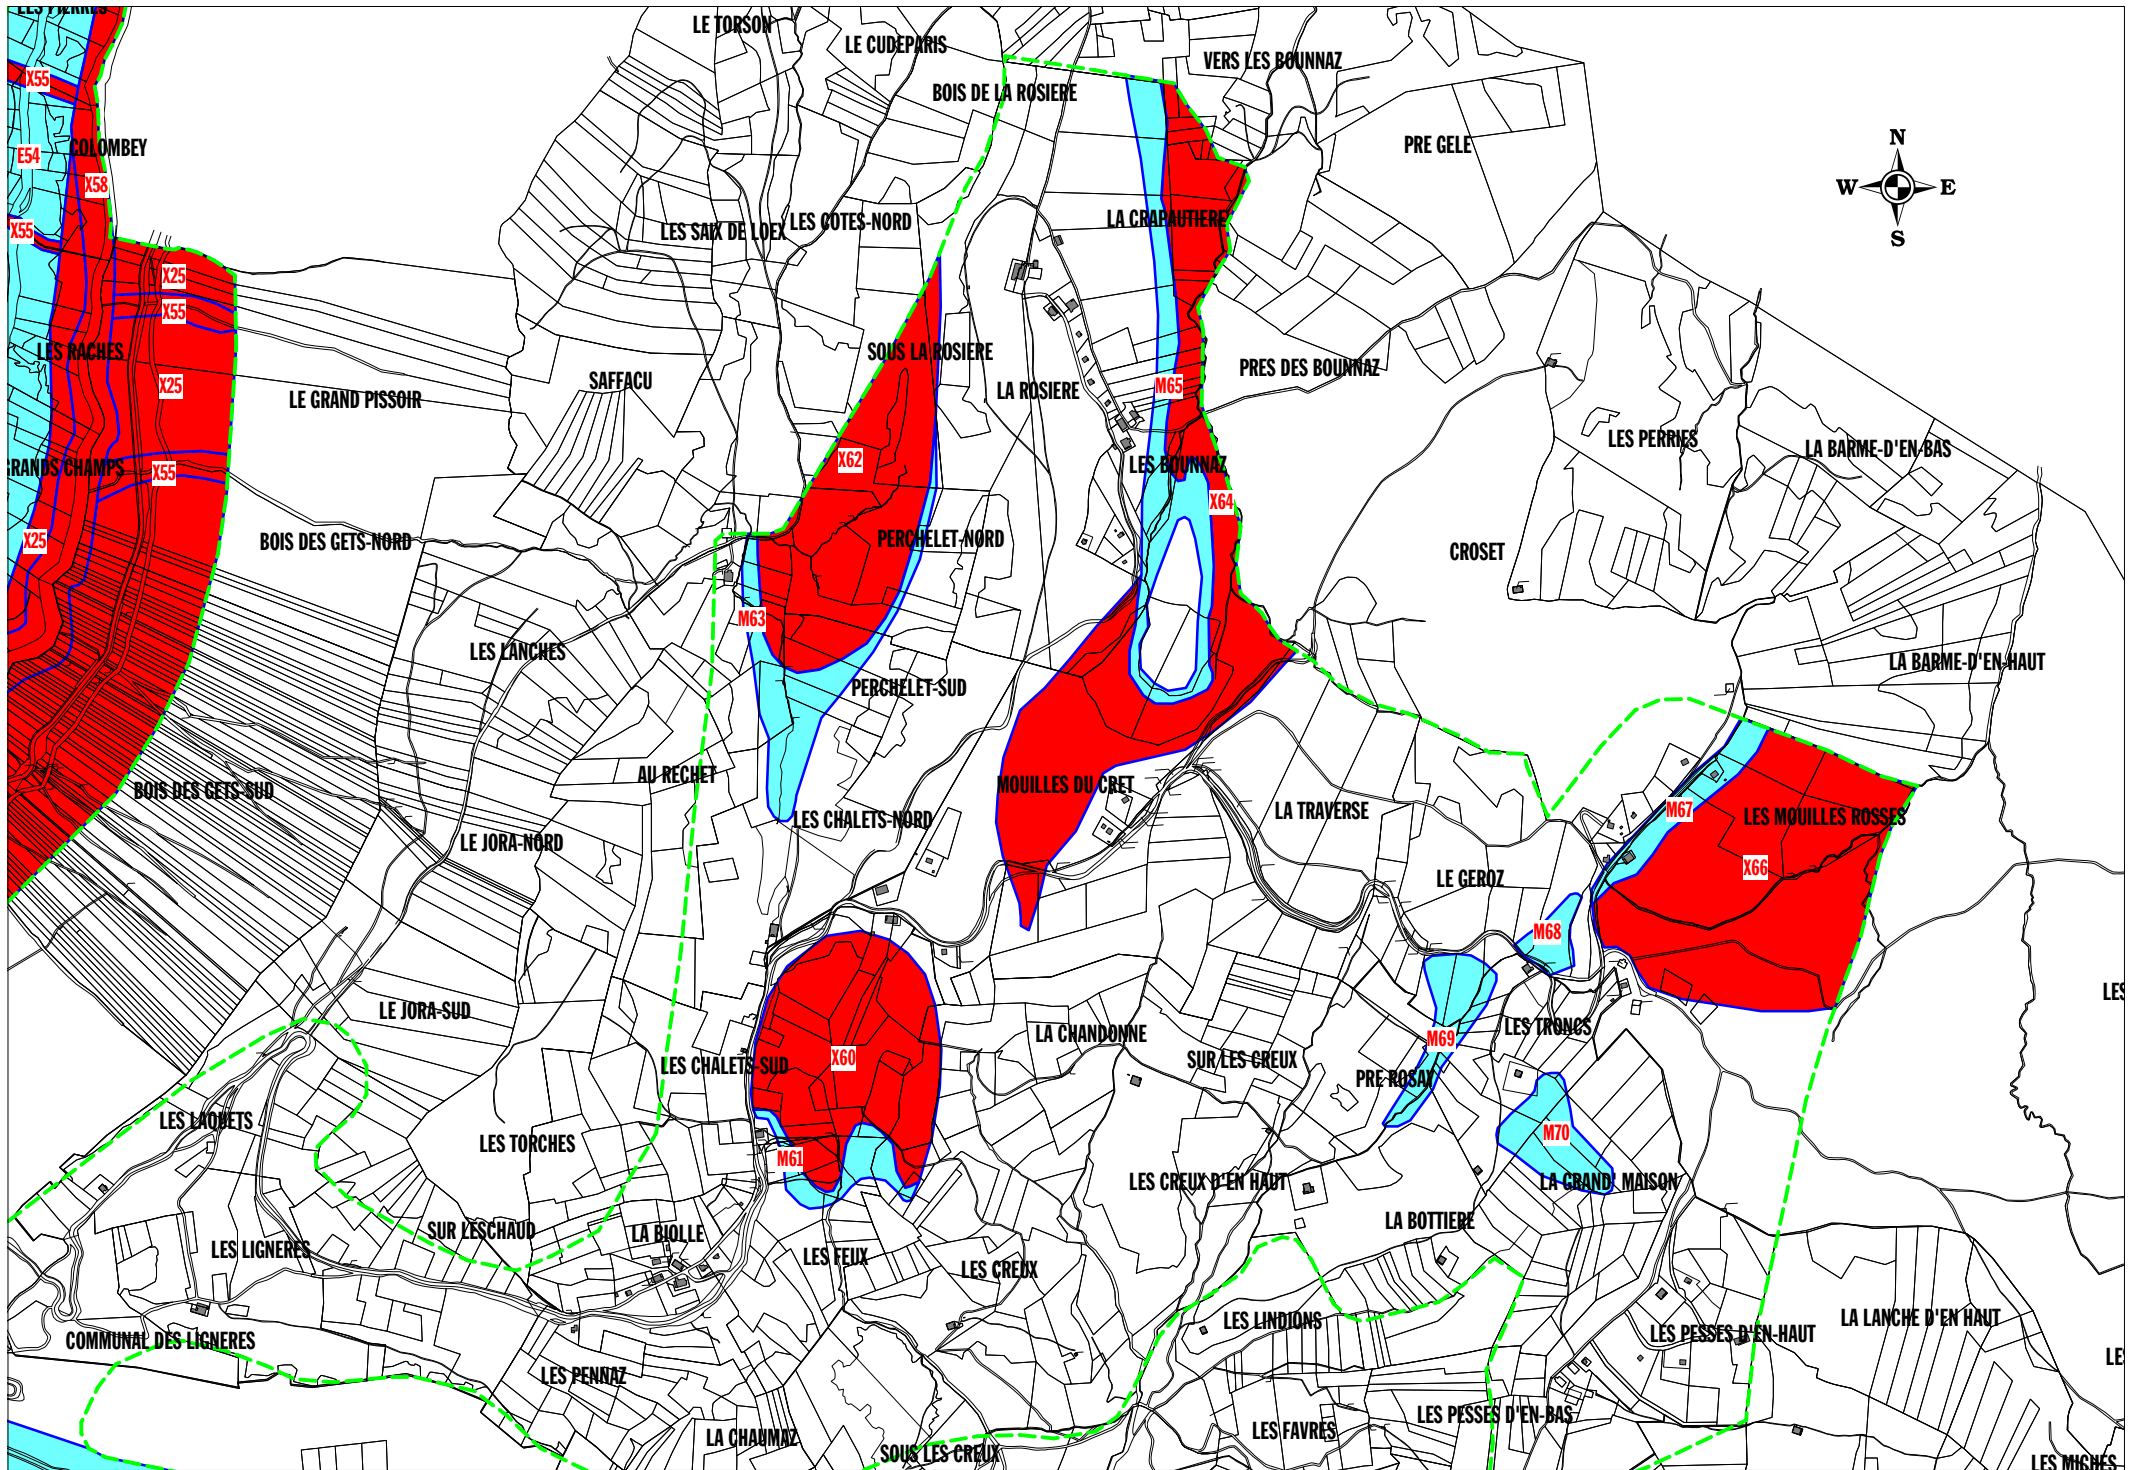 LES PIERRES
LE TORSON
LE CUDEPARIS
VERS LES BOUNNAZ
X55
BOIS DE LA ROSIERE
N
COLOMBEY
PRE GELE
E54
X58
W
E
LES COTES-NORD
LA CRAPAUTIERE
X55
LES SAIX DE LOEX
S
X25
X55
LES RACHES
SOUS LA ROSIERE
PRES DES BOUNNAZ
X25
SAFFACU
M65
LA ROSIERE
LE GRAND PISSOIR
LES PERRIES
LA BARME-D'EN-BAS
X62
GRANDS CHAMPS
X55
LES BOUNNAZ
X64
X25
BOIS DES GETS-NORD
PERCHELET-NORD
CROSET
M63
LES LANCHES
LA BARME-D'EN-HAUT
PERCHELET-SUD
AU RECHET
BOIS DES GETS-SUD
MOUILLES DU CRET
LA TRAVERSE
M67
LES CHALETS-NORD
LES MOUILLES ROSSES
LE JORA-NORD
X66
LE GEROZ
M68
LES
LE JORA-SUD
LES TRONCS
LA CHANDONNE
M69
LES CHALETS-SUD
X60
SUR LES CREUX
PRE ROSAY
LES LAQUETS
M70
LES TORCHES
M61
LES CREUX D'EN HAUT
LA GRAND' MAISON
LA BOTTIERE
SUR LESCHAUD
LA BIOLLE
LES LIGNERES
LES FEUX
LES CREUX
LES LINDIONS
LA LANCHE D'EN HAUT
COMMUNAL DES LIGNERES
LES PESSES D'EN-HAUT
LES
LES PENNAZ
LES PESSES D'EN-BAS
LES FAVRES
LA CHAUMAZ
SOUS LES CREUX
LES MICHES